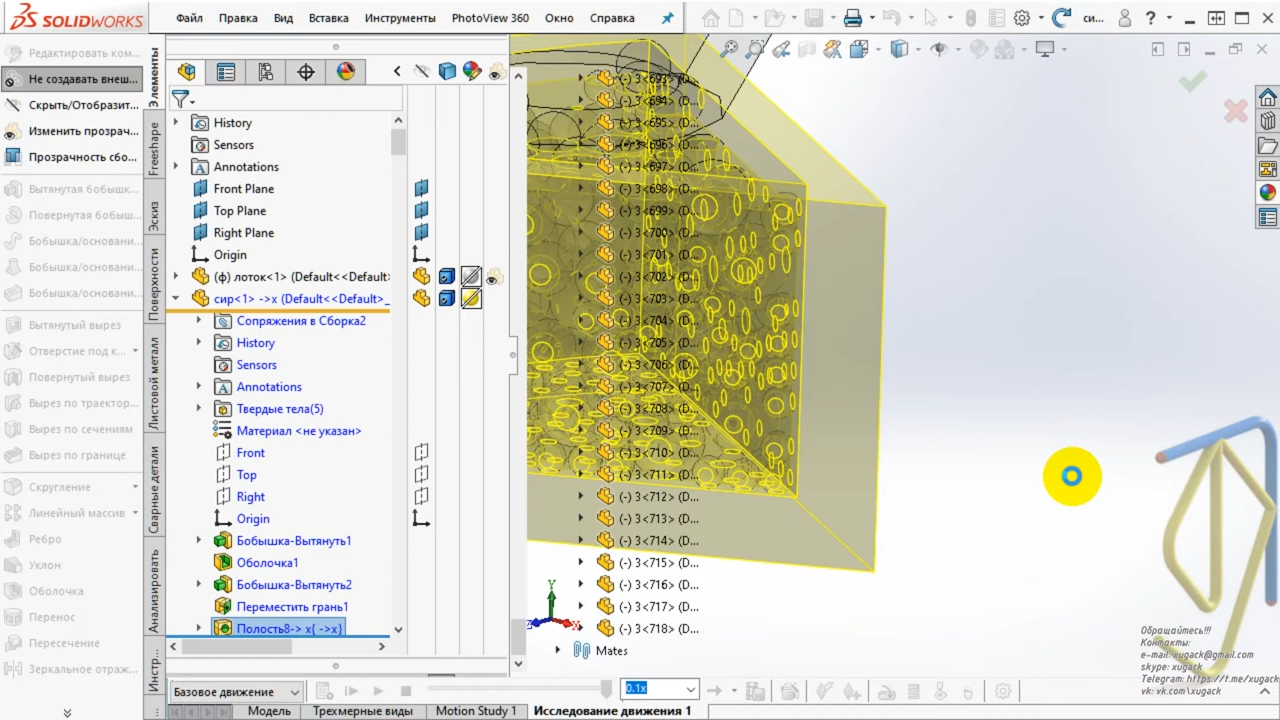 SOLIDWORKS
Файл
Правка
Вид
Вставка
Инструменты
PhotoView 360
Окно
Справка
си...
Редактировать ком...
Не создавать внеш...
Скрыть/Отобразит...
Изменить прозрач...
Прозрачность сбо...
Вытянутая бобышк...
Повернутая бобыш...
Бобышка/основани...
Бобышка/основани...
Бобышка/основани...
Вытянутый вырез
Отверстие под к...
Повернутый вырез
Вырез по траектор...
Вырез по сечениям
Вырез по границе
Скругление
Линейный массив
Ребро
Уклон
Оболочка
Перенос
Пересечение
Зеркальное отраж...
Элементы
Freeshape
Эскиз
Поверхности
Листовой металл
Сварные детали
Анализировать
Инстр...
History
Sensors
Annotations
Front Plane
Top Plane
Right Plane
Origin
(ф) лоток<1> (Default<<Default>
сир<1> ->x (Default<<Default>_
Сопряжения в Сборка2
History
Sensors
Annotations
Твердые тела(5)
Материал <не указан>
Front
Top
Right
Origin
Бобышка-Вытянуть1
Оболочка1
Бобышка-Вытянуть2
Переместить грань1
Полость8-> x{ ->x}
(-) 3<693> (D...
(-) 3<694> (D...
(-) 3<695> (D...
(-) 3<696> (D...
(-) 3<697> (D...
(-) 3<698> (D...
(-) 3<699> (D...
(-) 3<700> (D...
(-) 3<701> (D...
(-) 3<702> (D...
(-) 3<703> (D...
(-) 3<704> (D...
(-) 3<705> (D...
(-) 3<706> (D...
(-) 3<707> (D...
(-) 3<708> (D...
(-) 3<709> (D...
(-) 3<710> (D...
(-) 3<711> (D...
(-) 3<712> (D...
(-) 3<713> (D...
(-) 3<714> (D...
(-) 3<715> (D...
(-) 3<716> (D...
(-) 3<717> (D...
(-) 3<718> (D...
Mates
Y
Z
X
Обращайтесь!!!
Контакты:
e-mail: xugack@gmail.com
skype: xugack
Telegram: https://t.me/xugack
vk: vk.com\xugack
Базовое движение
0.1x
Модель
Трехмерные виды
Motion Study 1
Исследование движения 1